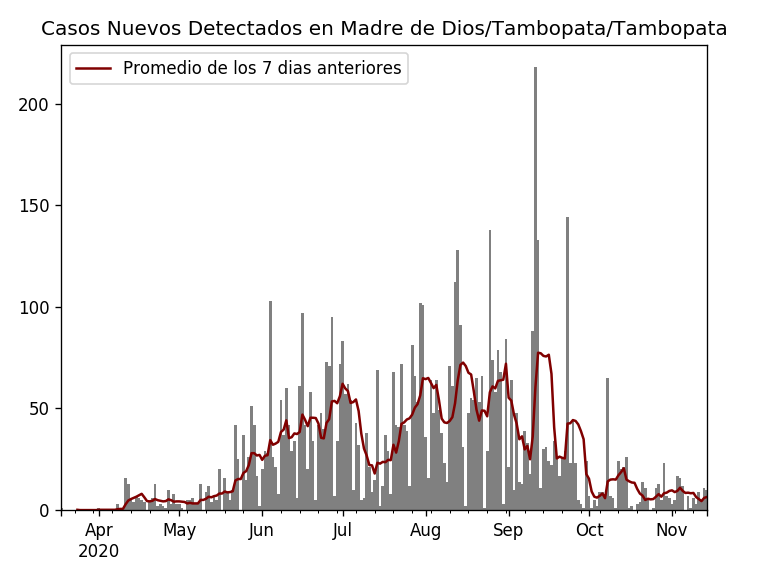 Casos Nuevos Detectados en Madre de Dios/Tambopata/Tambopata
Promedio de los 7 dias anteriores
200
150
100
50
0
Apr May Jun Jul Aug Sep Oct Nov
2020